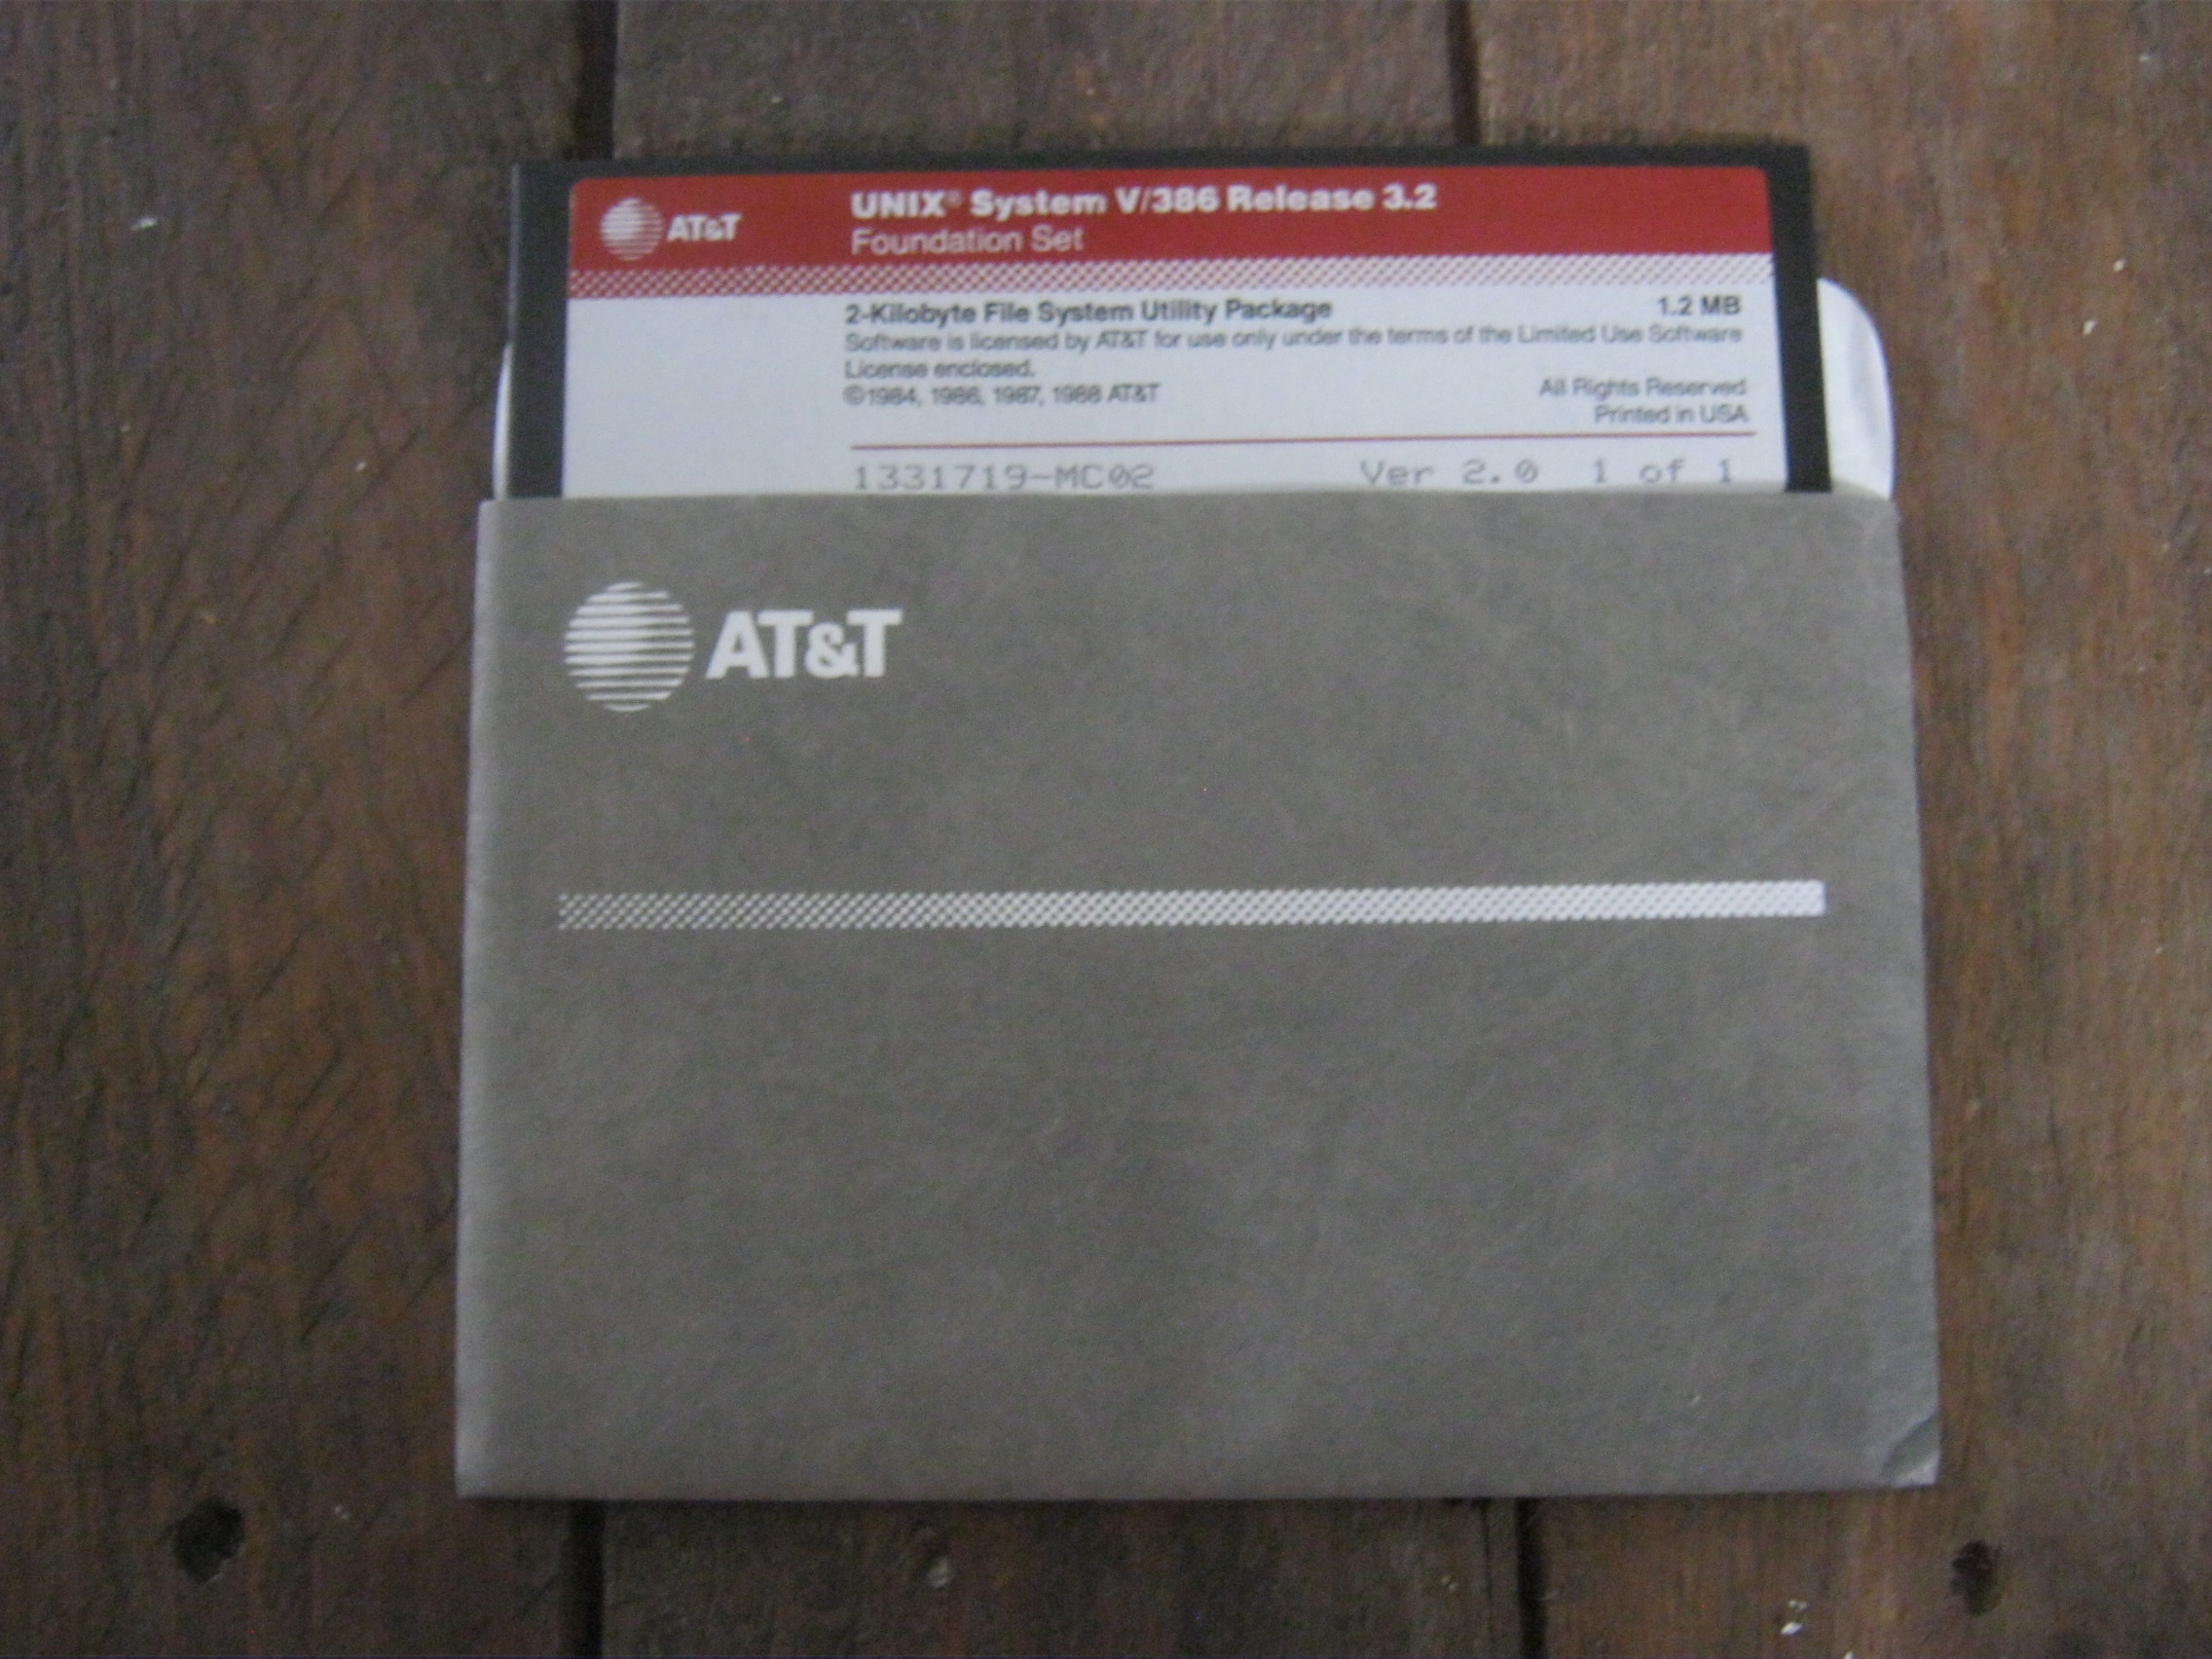 AT&T
UNIX® System V/386 Release 3.2
Foundation Set
2-Kilobyte File System Utility Package 1.2 MB
Software is licensed by AT&T for use only under the terms of the Limited Use Software
License enclosed.
©1984, 1986, 1987, 1988 AT&T All Rights Reserved
Printed in USA
1331719-MC02 Ver 2.0 1 of 1
AT&T